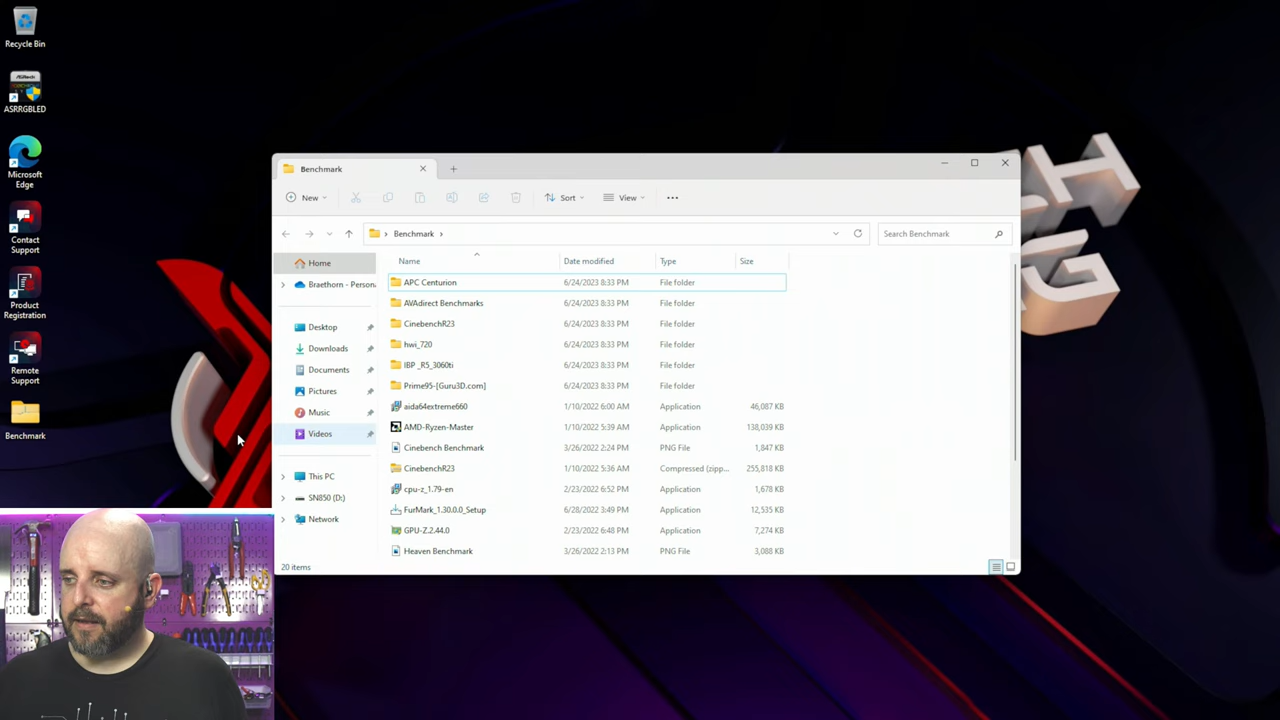 Recycle Bin
ASRRGBLED
Microsoft
Edge
Contact
Support
Product
Registration
Remote
Support
Benchmark
Benchmark
New
Sort
View
Benchmark
Search Benchmark
Home
Braethorn - Persona
Desktop
Downloads
Documents
Pictures
Music
Videos
This PC
SN850 (D:)
Network
Name Date modified Type Size
APC Centurion 6/24/2023 8:33 PM File folder
AVAdirect Benchmarks 6/24/2023 8:33 PM File folder
CinebenchR23 6/24/2023 8:33 PM File folder
hwi_720 6/24/2023 8:33 PM File folder
IBP _R5_3060ti 6/24/2023 8:33 PM File folder
Prime95-[Guru3D.com] 6/24/2023 8:33 PM File folder
aida64extreme660 1/10/2022 6:00 AM Application 46,087 KB
AMD-Ryzen-Master 1/10/2022 5:39 AM Application 138,039 KB
Cinebench Benchmark 3/26/2022 2:24 PM PNG File 1,847 KB
CinebenchR23 1/10/2022 5:36 AM Compressed (zipp... 255,818 KB
cpu-z_1.79-en 2/23/2022 6:52 PM Application 1,678 KB
FurMark_1.30.0.0_Setup 6/28/2022 3:49 PM Application 12,535 KB
GPU-Z.2.44.0 2/23/2022 6:48 PM Application 7,274 KB
Heaven Benchmark 3/26/2022 2:13 PM PNG File 3,088 KB
20 items
H
G